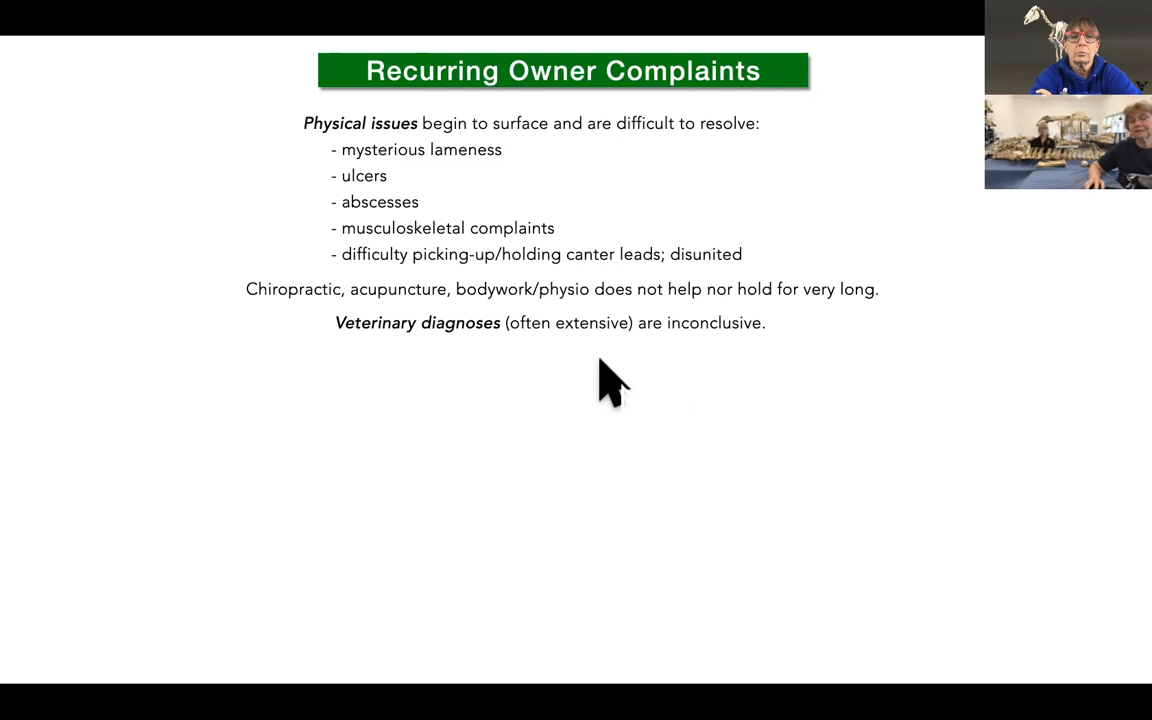 Recurring Owner Complaints
Physical issues begin to surface and are difficult to resolve:
- mysterious lameness
- ulcers
- abscesses
- musculoskeletal complaints
- difficulty picking-up/holding canter leads; disunited
Chiropractic, acupuncture, bodywork/physio does not help nor hold for very long.
Veterinary diagnoses (often extensive) are inconclusive.